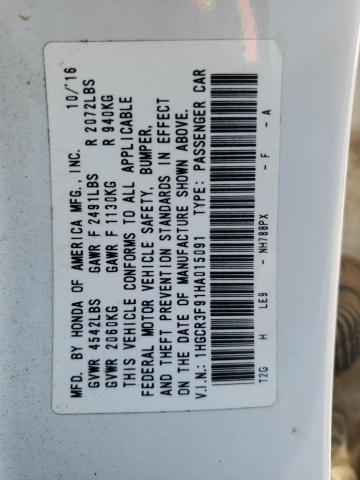 MFD. BY HONDA OF AMERICA MFG., INC. 10/'16
GVWR 4542LBS GAWR F 2491LBS R 2072LBS
GVWR 2060KG GAWR F 1130KG R 940KG
THIS VEHICLE CONFORMS TO ALL APPLICABLE
FEDERAL MOTOR VEHICLE SAFETY, BUMPER,
AND THEFT PREVENTION STANDARDS IN EFFECT
ON THE DATE OF MANUFACTURE SHOWN ABOVE.
V.I.N.: 1HGCR3F91HA015091 TYPE: PASSENGER CAR
T2G H LE9 - NH788PX - F - A